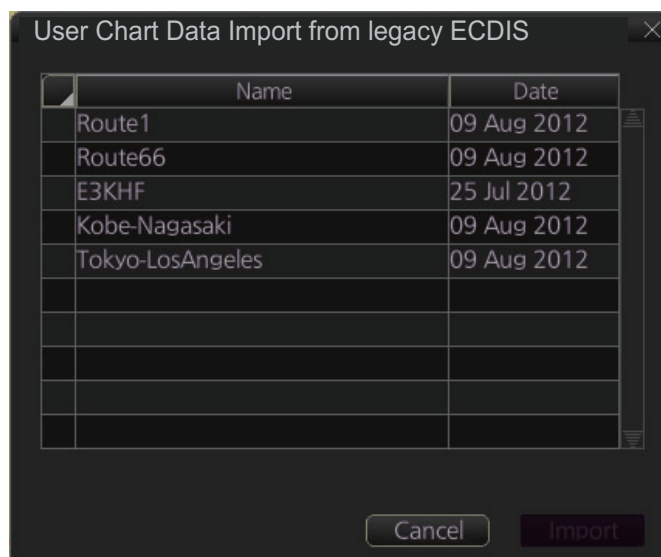 User Chart Data Import from legacy ECDIS
Name Date
Route1 09 Aug 2012
Route66 09 Aug 2012
E3KHF 25 Jul 2012
Kobe-Nagasaki 09 Aug 2012
Tokyo-LosAngeles 09 Aug 2012
Cancel Import